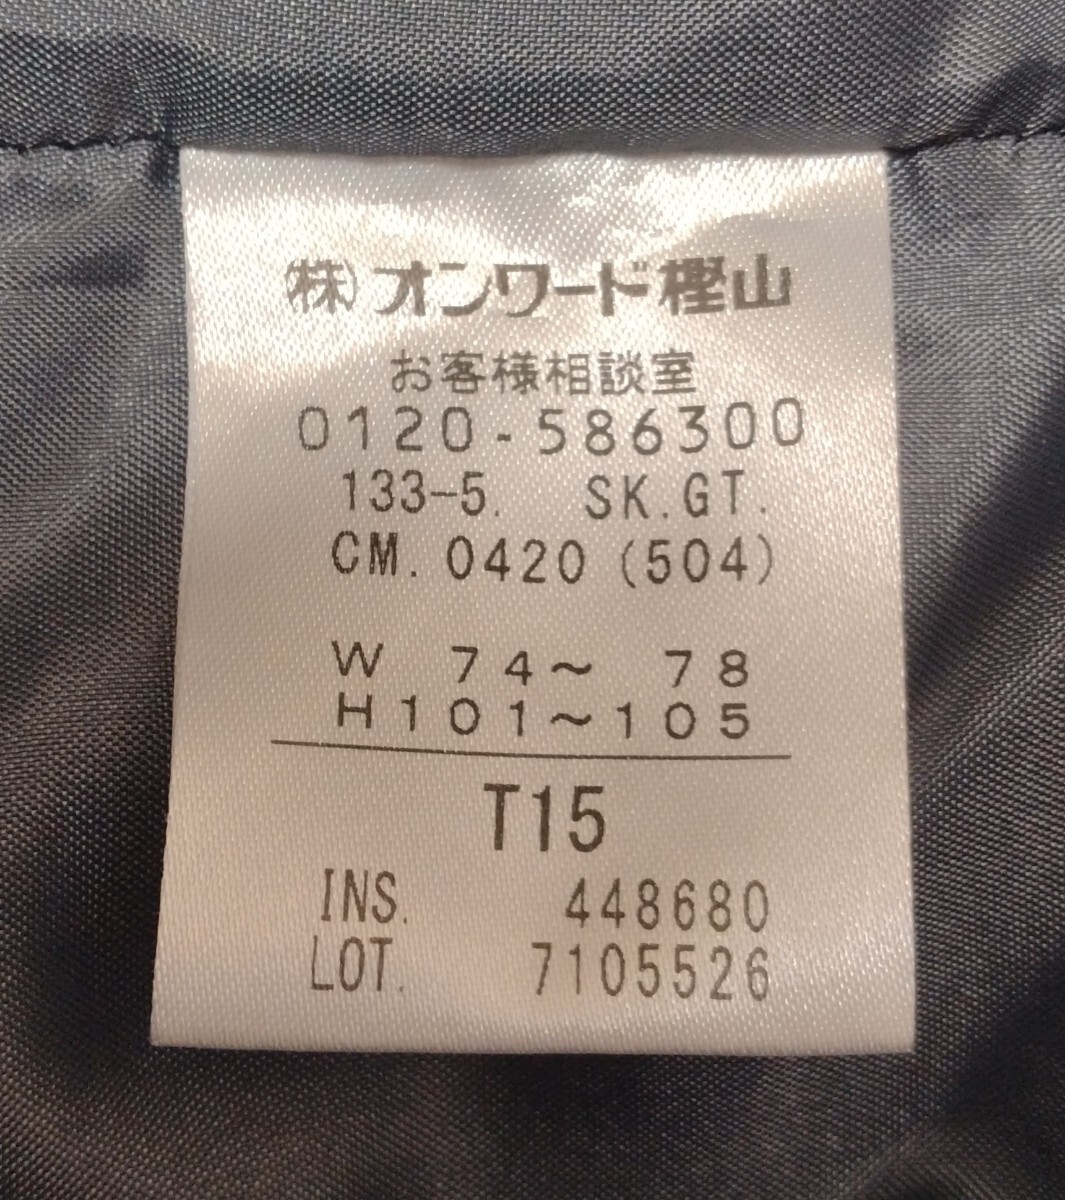 ㈱オンワード樫山
お客様相談室
0120-586300
133-5. SK.GT.
CM. 0420 (504)
W 74～ 78
H101～105
T15
INS. 448680
LOT. 7105526